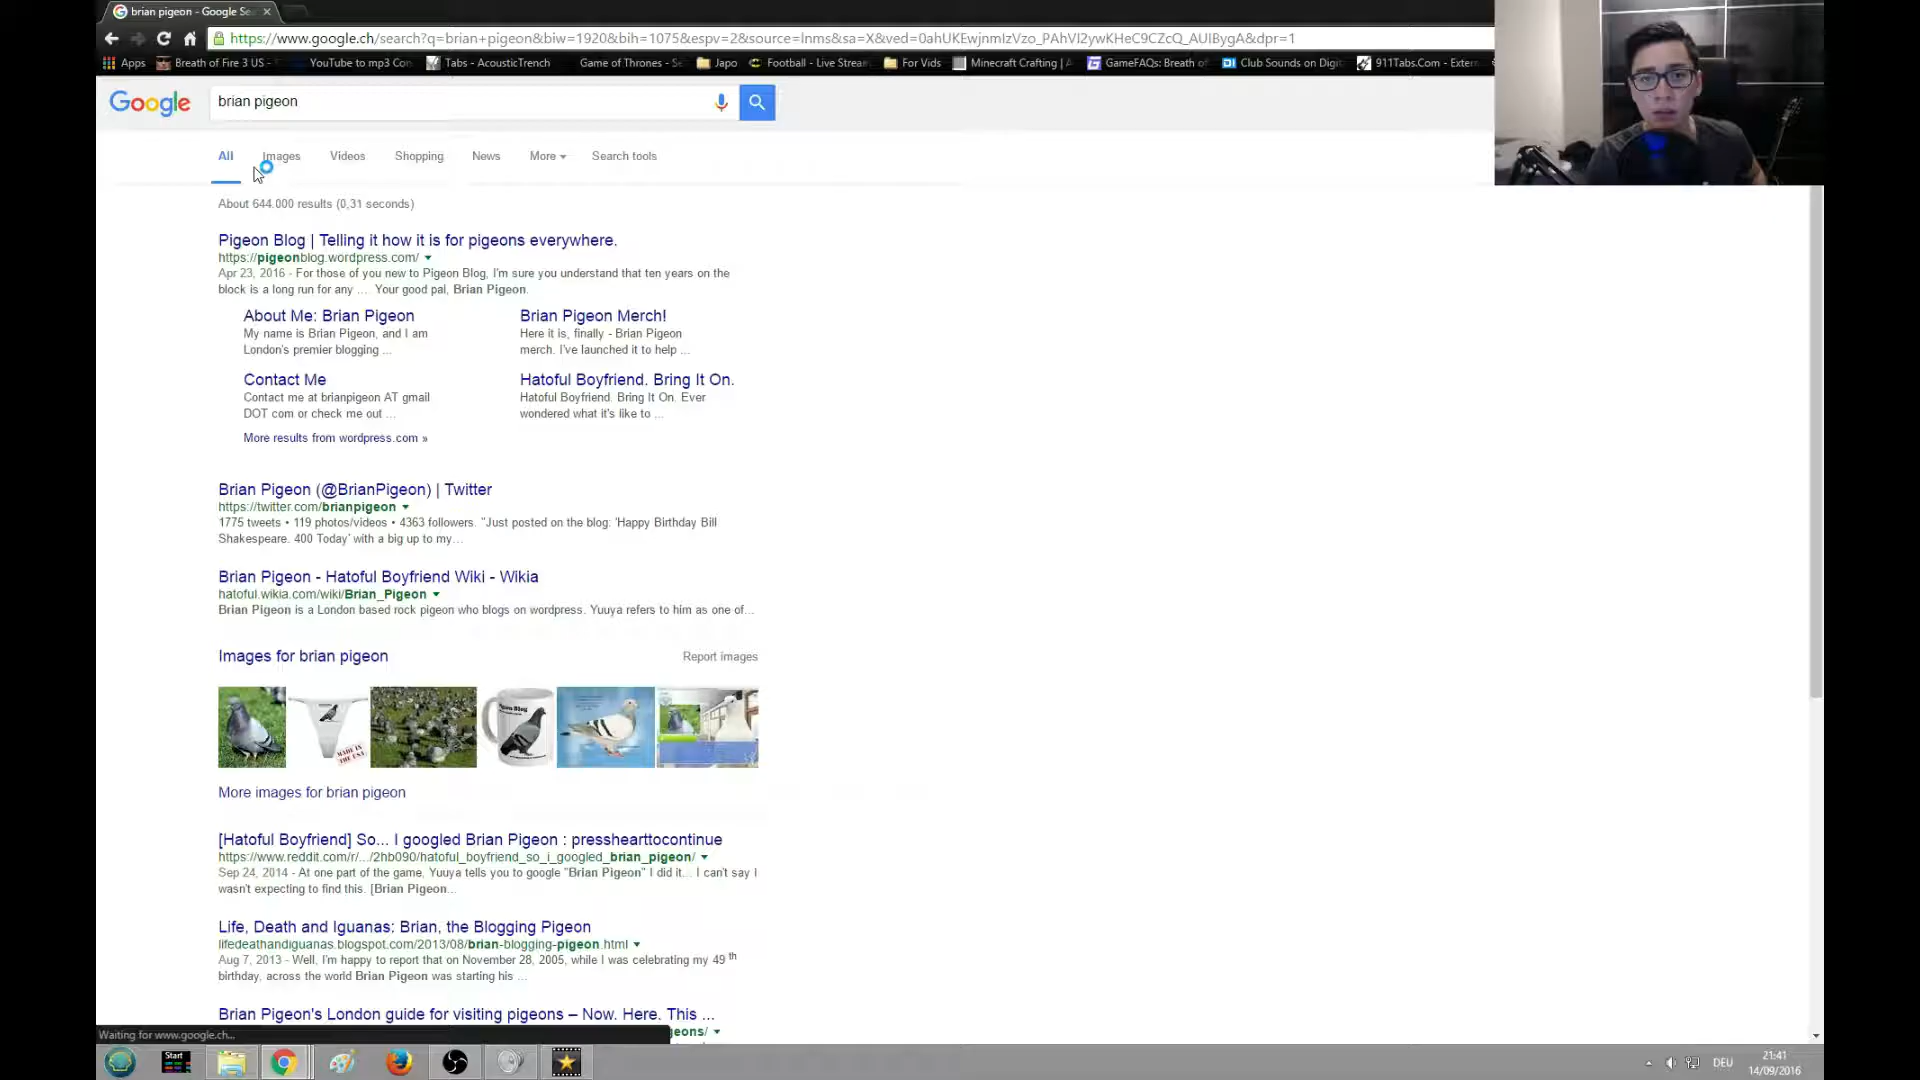 brian pigeon - Google Se
https://www.google.ch/search?q=brian+pigeon&biw=1920&bih=1075&espv=2&source=lnms&sa=X&ved=0ahUKEwjnmIzVzo_PAhVI2ywKHeC9CZcQ_AUIBygA&dpr=1
Apps Breath of Fire 3 US - YouTube to mp3 Con Tabs - AcousticTrench Game of Thrones - Se Japo Football - Live Stream For Vids Minecraft Crafting | A GameFAQs: Breath of Club Sounds on Digit 911Tabs.Com - Extern
Google brian pigeon
All Images Videos Shopping News More Search tools
About 644.000 results (0,31 seconds)
Pigeon Blog | Telling it how it is for pigeons everywhere.
https://pigeonblog.wordpress.com/
Apr 23, 2016 - For those of you new to Pigeon Blog, I'm sure you understand that ten years on the
block is a long run for any ... Your good pal, Brian Pigeon.
About Me: Brian Pigeon
My name is Brian Pigeon, and I am
London's premier blogging ...
Brian Pigeon Merch!
Here it is, finally - Brian Pigeon
merch. I've launched it to help ...
Contact Me
Contact me at brianpigeon AT gmail
DOT com or check me out ...
Hatoful Boyfriend. Bring It On.
Hatoful Boyfriend. Bring It On. Ever
wondered what it's like to ...
More results from wordpress.com »
Brian Pigeon (@BrianPigeon) | Twitter
https://twitter.com/brianpigeon
1775 tweets • 119 photos/videos • 4363 followers. "Just posted on the blog: 'Happy Birthday Bill
Shakespeare. 400 Today' with a big up to my…
Brian Pigeon - Hatoful Boyfriend Wiki - Wikia
hatoful.wikia.com/wiki/Brian_Pigeon
Brian Pigeon is a London based rock pigeon who blogs on wordpress. Yuuya refers to him as one of...
Images for brian pigeon
Report images
Pigeon Blog
MADE IN
THE USA
More images for brian pigeon
[Hatoful Boyfriend] So... I googled Brian Pigeon : presshearttocontinue
https://www.reddit.com/r/.../2hb090/hatoful_boyfriend_so_i_googled_brian_pigeon/
Sep 24, 2014 - At one part of the game, Yuuya tells you to google "Brian Pigeon" I did it... I can't say I
wasn't expecting to find this. [Brian Pigeon...
Life, Death and Iguanas: Brian, the Blogging Pigeon
lifedeathandiguanas.blogspot.com/2013/08/brian-blogging-pigeon.html
Aug 7, 2013 - Well, I'm happy to report that on November 28, 2005, while I was celebrating my 49 th
birthday, across the world Brian Pigeon was starting his ...
Brian Pigeon's London guide for visiting pigeons – Now. Here. This ...
eons/
Waiting for www.google.ch...
Start
DEU
21:41
14/09/2016